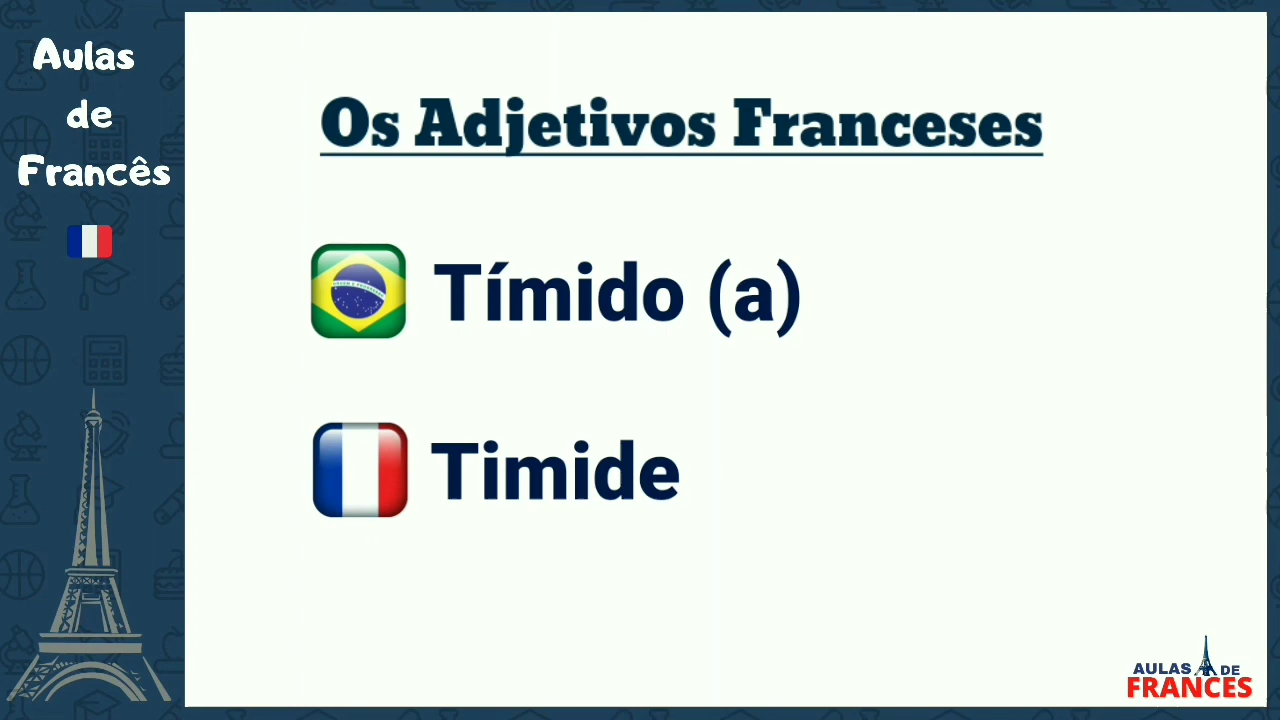 Aulas
de
Francês
Os Adjetivos Franceses
Tímido (a)
Timide
AULAS DE
FRANCES